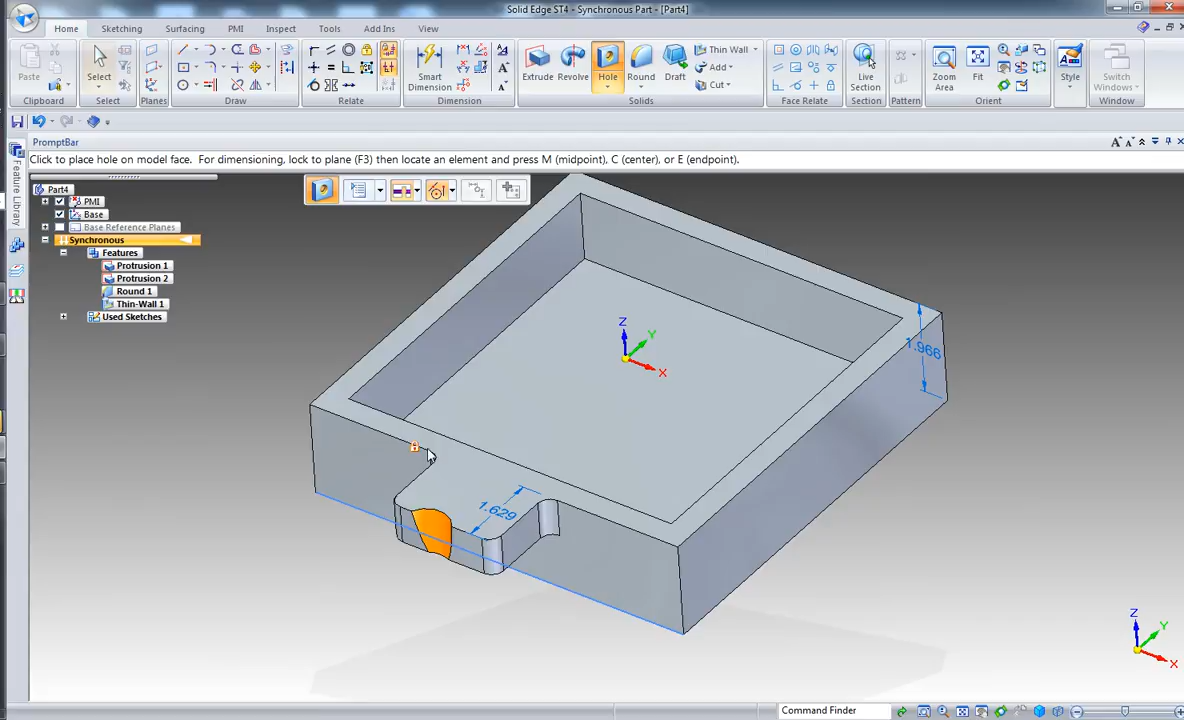 Solid Edge ST4 - Synchronous Part - [Part4]
Home Sketching Surfacing PMI Inspect Tools Add Ins View
Paste Select Smart Dimension Extrude Revolve Hole Round Draft Thin Wall Add Cut Live Section Zoom Area Fit Style Switch Windows
Clipboard Select Planes Draw Relate Dimension Solids Face Relate Section Pattern Orient Window
PromptBar
Click to place hole on model face. For dimensioning, lock to plane (F3) then locate an element and press M (midpoint), C (center), or E (endpoint).
Feature Library
Part4
PMI
Base
Base Reference Planes
Synchronous
Features
Protrusion 1
Protrusion 2
Round 1
Thin-Wall 1
Used Sketches
Z
Y
X
1.966
1.629
Z
Y
X
Command Finder